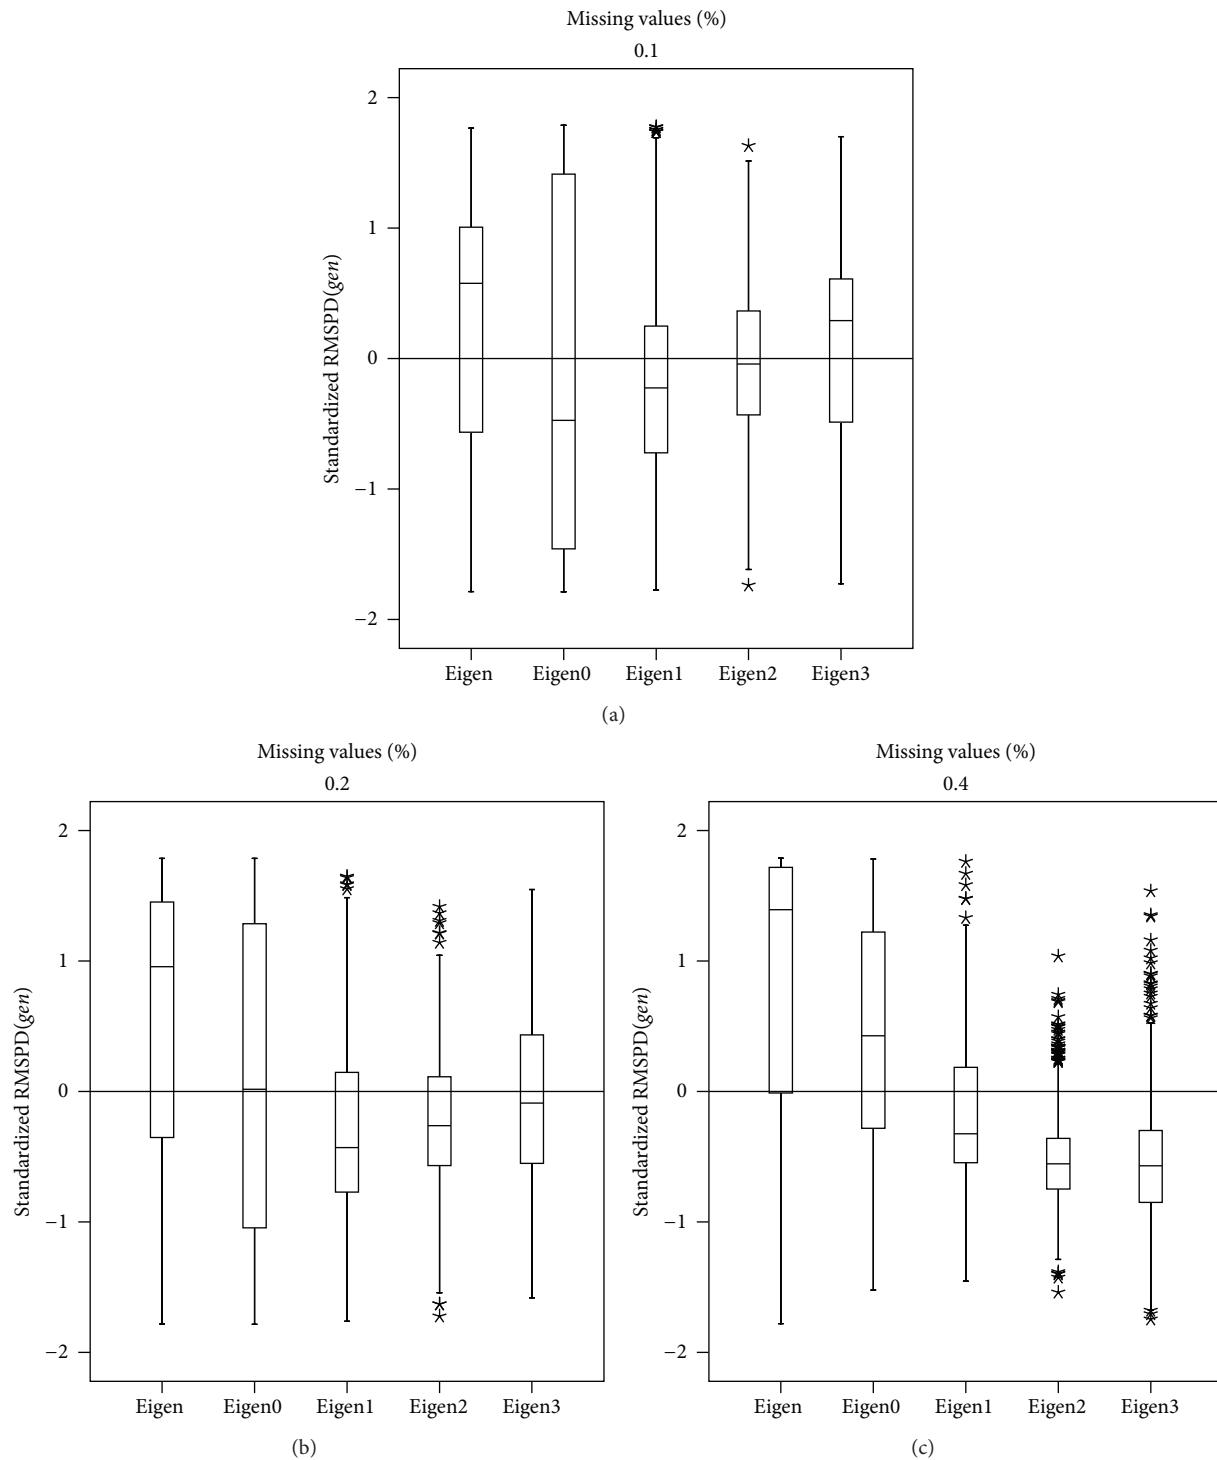 Missing values (%)
0.1
Standardized RMSPD(gen)
2
1
0
−1
−2
Eigen Eigen0 Eigen1 Eigen2 Eigen3
(a)
Missing values (%)
0.2
Standardized RMSPD(gen)
2
1
0
−1
−2
Eigen Eigen0 Eigen1 Eigen2 Eigen3
(b)
Missing values (%)
0.4
Standardized RMSPD(gen)
2
1
0
−1
−2
Eigen Eigen0 Eigen1 Eigen2 Eigen3
(c)